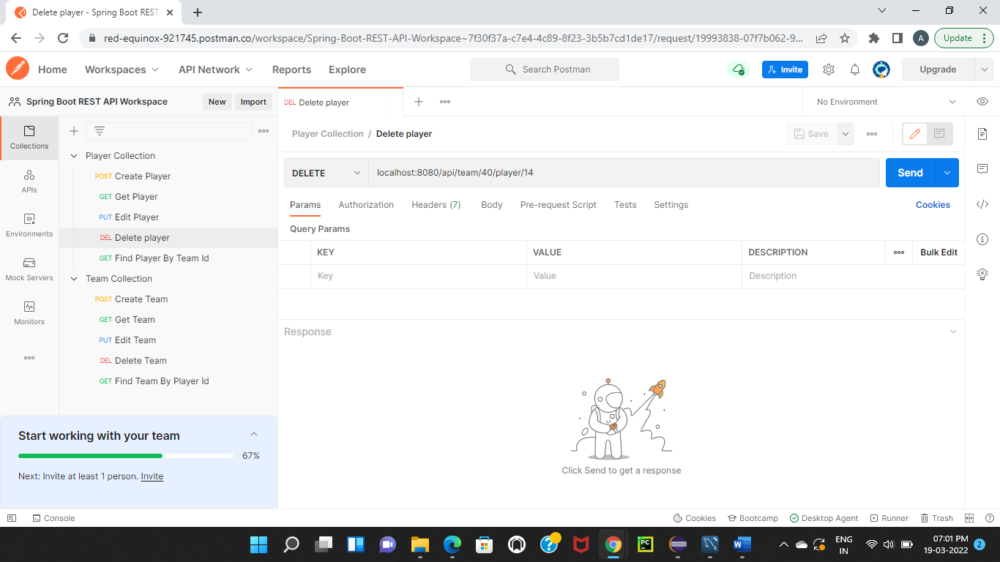 Delete player - Spring Boot REST
red-equinox-921745.postman.co/workspace/Spring-Boot-REST-API-Workspace~7f30f37a-c7e4-4c89-8f23-3b5b7cd1de17/request/19993838-07f7b062-9...
A
Update
Home
Workspaces
API Network
Reports
Explore
Search Postman
Invite
Upgrade
Spring Boot REST API Workspace
New
Import
DEL Delete player
No Environment
Collections
APIs
Environments
Mock Servers
Monitors
Player Collection
POST Create Player
GET Get Player
PUT Edit Player
DEL Delete player
GET Find Player By Team Id
Team Collection
POST Create Team
GET Get Team
PUT Edit Team
DEL Delete Team
GET Find Team By Player Id
Start working with your team
67%
Next: Invite at least 1 person. Invite
Player Collection / Delete player
Save
DELETE
localhost:8080/api/team/40/player/14
Send
Params Authorization Headers (7) Body Pre-request Script Tests Settings
Cookies
Query Params
KEY VALUE DESCRIPTION Bulk Edit
Key Value Description
Response
Click Send to get a response
Console
Cookies Bootcamp Desktop Agent Runner Trash
PC
W
ENG
IN
07:01 PM
19-03-2022
2